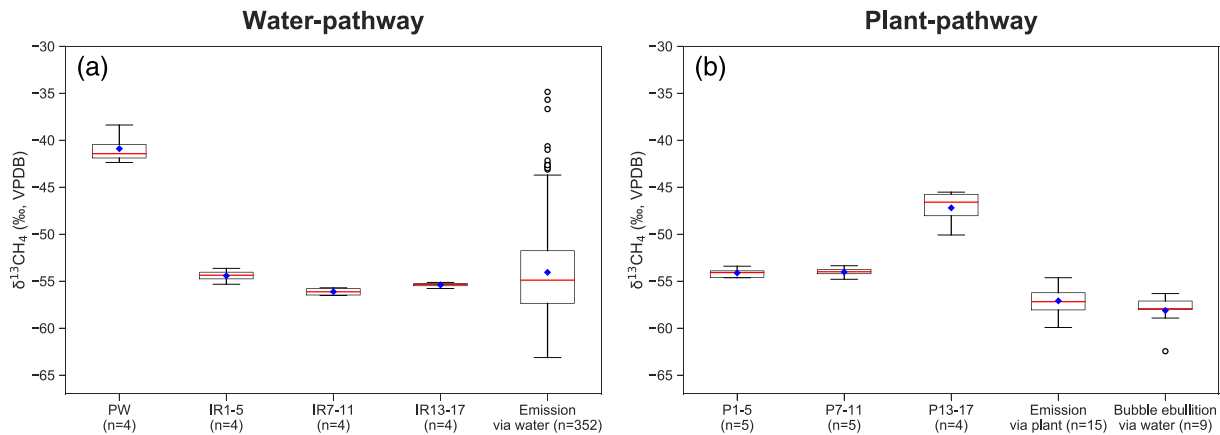 Water-pathway
(a)
δ¹³CH₄ (‰, VPDB)
−30
−35
−40
−45
−50
−55
−60
−65
PW
(n=4)
IR1-5
(n=4)
IR7-11
(n=4)
IR13-17
(n=4)
Emission
via water (n=352)
Plant-pathway
(b)
δ¹³CH₄ (‰, VPDB)
−30
−35
−40
−45
−50
−55
−60
−65
P1-5
(n=5)
P7-11
(n=5)
P13-17
(n=4)
Emission
via plant (n=15)
Bubble ebullition
via water (n=9)